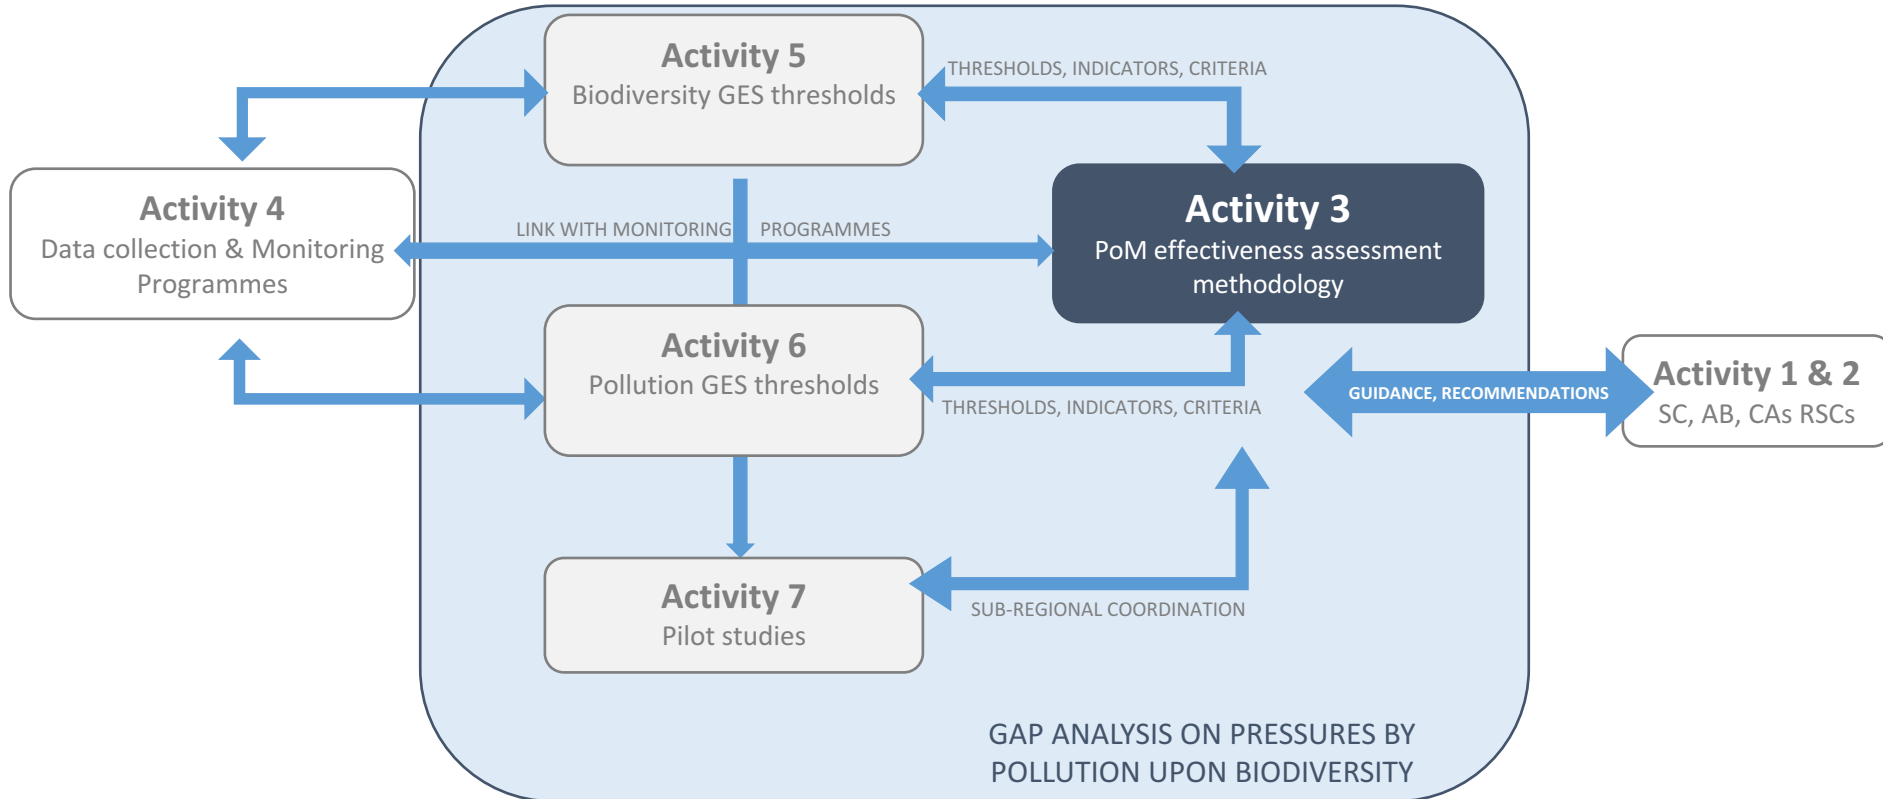 Activity 5
Biodiversity GES thresholds
THRESHOLDS, INDICATORS, CRITERIA
Activity 4
Data collection & Monitoring
Programmes
LINK WITH MONITORING PROGRAMMES
Activity 3
PoM effectiveness assessment
methodology
Activity 6
Pollution GES thresholds
THRESHOLDS, INDICATORS, CRITERIA
GUIDANCE, RECOMMENDATIONS
Activity 1 & 2
SC, AB, CAs RSCs
Activity 7
Pilot studies
SUB-REGIONAL COORDINATION
GAP ANALYSIS ON PRESSURES BY
POLLUTION UPON BIODIVERSITY